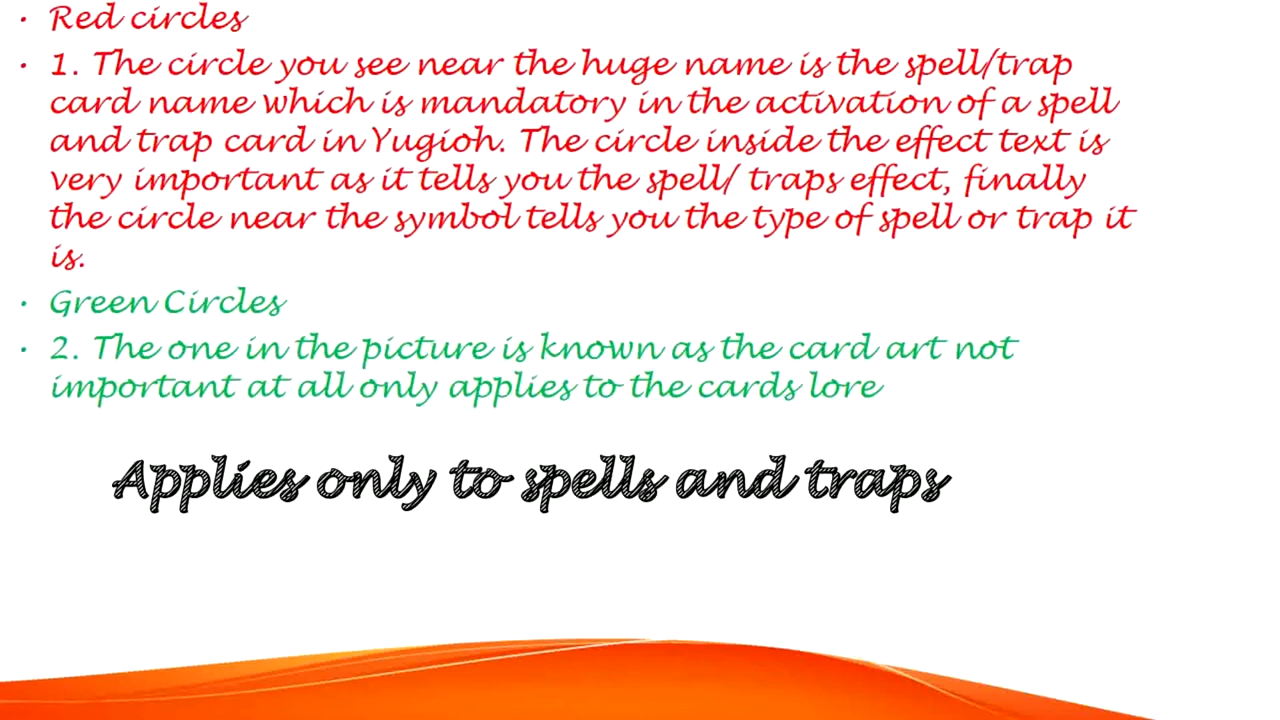 • Red circles
• 1. The circle you see near the huge name is the spell/trap
card name which is mandatory in the activation of a spell
and trap card in Yugioh. The circle inside the effect text is
very important as it tells you the spell/ traps effect, finally
the circle near the symbol tells you the type of spell or trap it
is.
• Green Circles
• 2. The one in the picture is known as the card art not
important at all only applies to the cards lore
Applies only to spells and traps